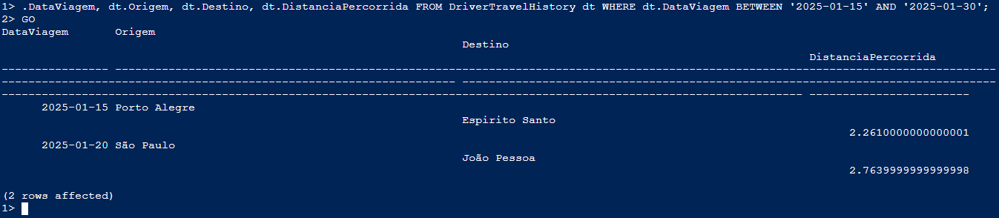 1> .DataViagem, dt.Origem, dt.Destino, dt.DistanciaPercorrida FROM DriverTravelHistory dt WHERE dt.DataViagem BETWEEN '2025-01-15' AND '2025-01-30';
2> GO
DataViagem Origem
Destino
DistanciaPercorrida
---------------- ------------------------------------------------------------------------------------------------------------------------------------
-------------------------------------------------------------------- --------------------------------------------------------------------------------
------------------------------------------------------------------------------------------------------------------------ ------------------------
2025-01-15 Porto Alegre
Espirito Santo
2.2610000000000001
2025-01-20 São Paulo
João Pessoa
2.7639999999999998
(2 rows affected)
1>